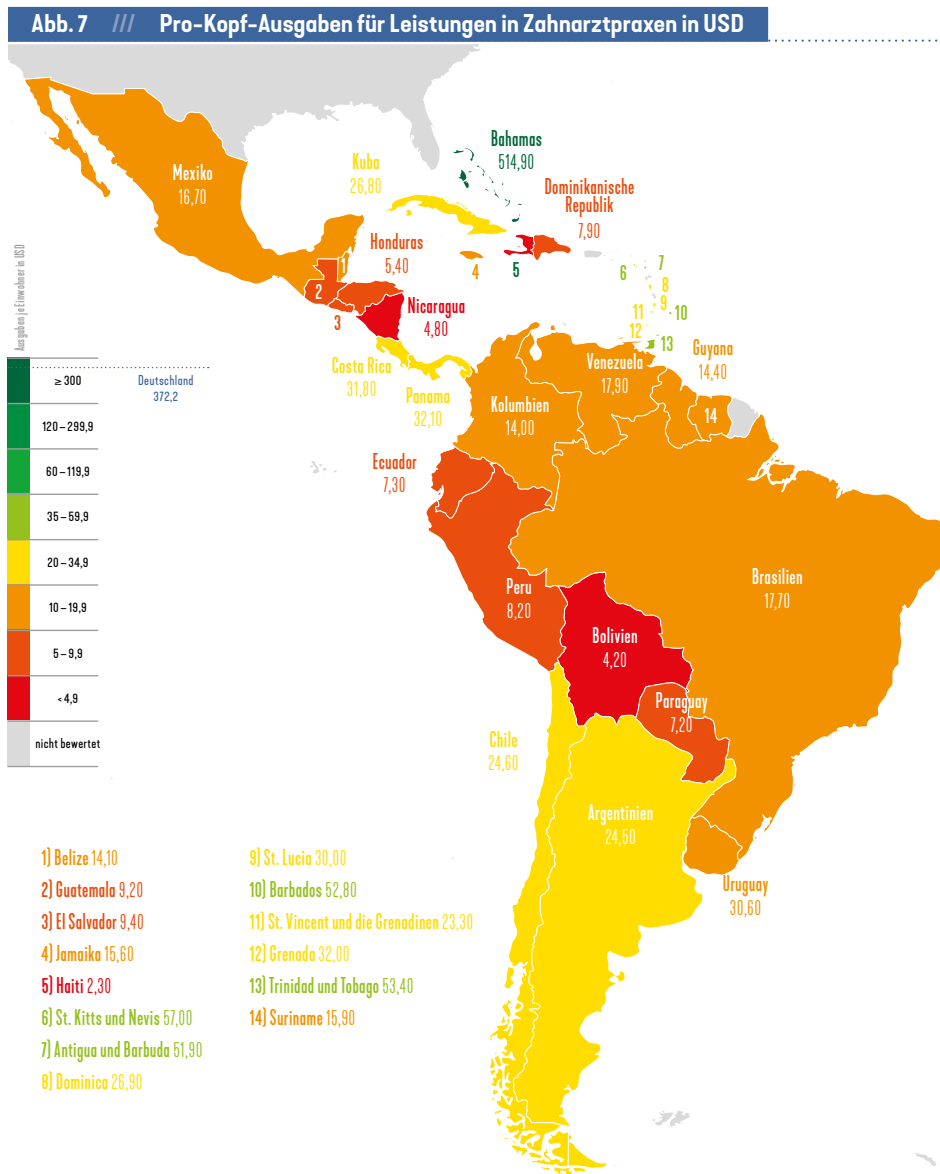 Abb. 7 /// Pro-Kopf-Ausgaben für Leistungen in Zahnarztpraxen in USD
Mexiko
16,70
Kuba
26,80
Bahamas
514,90
Dominikanische
Republik
7,90
Honduras
5,40
1
2
3
4
5
6
7
8
9
10
11
12
13
Nicaragua
4,80
Costa Rica
31,80
Panama
32,10
Venezuela
17,90
Guyana
14,40
14
Kolumbien
14,00
Ecuador
7,30
Peru
8,20
Brasilien
17,70
Bolivien
4,20
Paraguay
7,20
Chile
24,60
Argentinien
24,50
Uruguay
30,60
Ausgaben je Einwohner in USD
≥ 300
Deutschland
372,2
120 – 299,9
60 – 119,9
35 – 59,9
20 – 34,9
10 – 19,9
5 – 9,9
< 4,9
nicht bewertet
1) Belize 14,10
2) Guatemala 9,20
3) El Salvador 9,40
4) Jamaika 15,60
5) Haiti 2,30
6) St. Kitts und Nevis 57,00
7) Antigua und Barbuda 51,90
8) Dominica 26,90
9) St. Lucia 30,00
10) Barbados 52,80
11) St. Vincent und die Grenadinen 23,30
12) Grenada 32,00
13) Trinidad und Tobago 53,40
14) Suriname 15,90